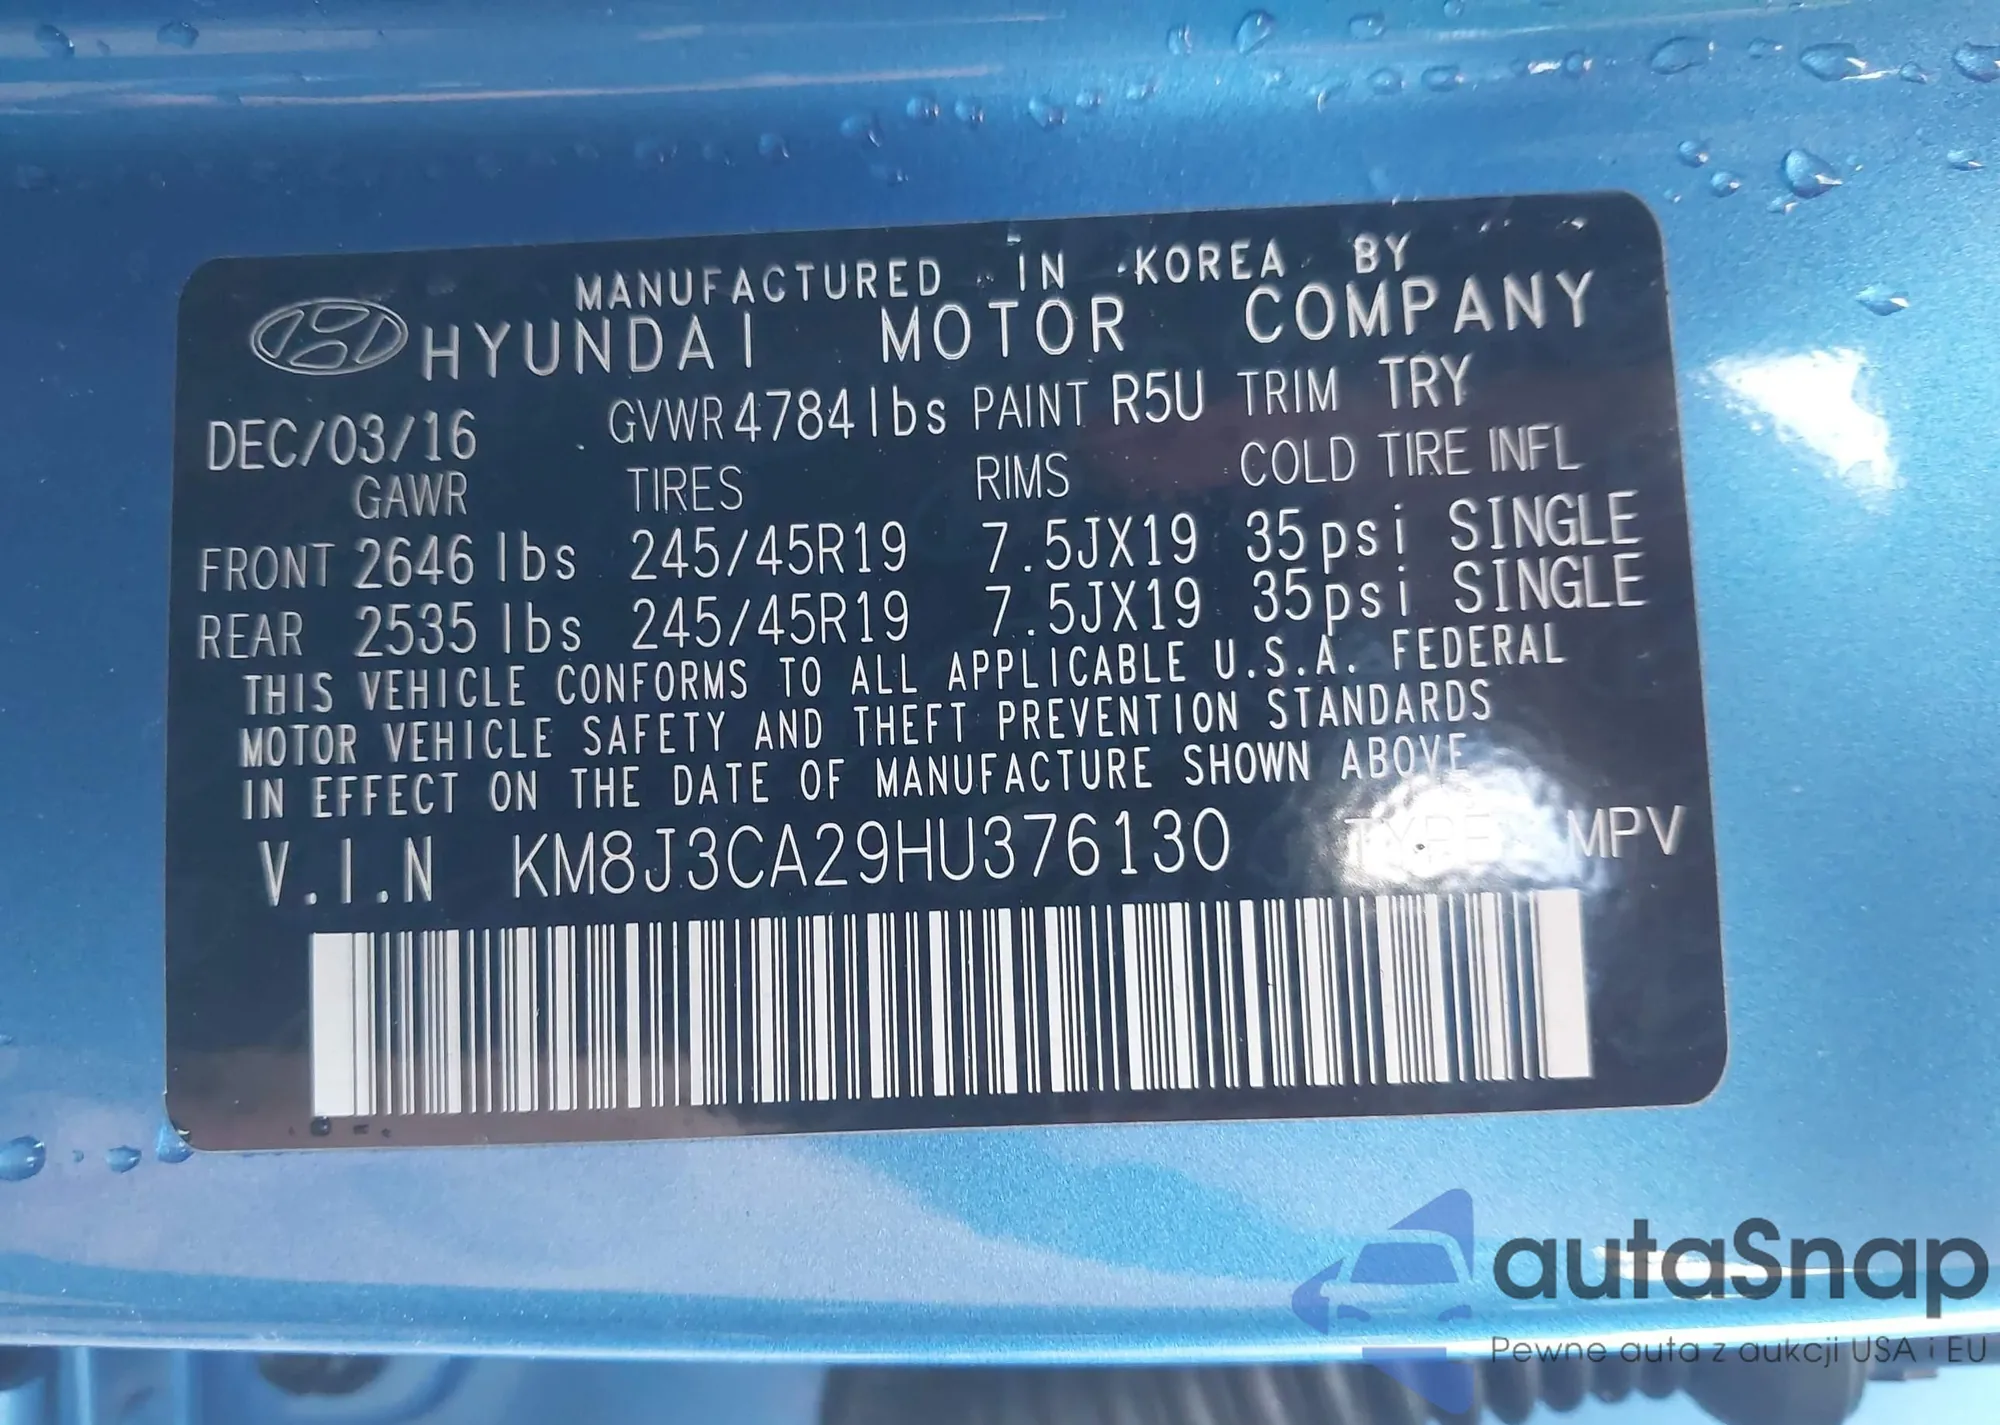 MANUFACTURED IN KOREA BY
HYUNDAI MOTOR COMPANY
DEC/03/16 GVWR 4784lbs PAINT R5U TRIM TRY
GAWR TIRES RIMS COLD TIRE INFL
FRONT 2646 lbs 245/45R19 7.5JX19 35psi SINGLE
REAR 2535 lbs 245/45R19 7.5JX19 35psi SINGLE
THIS VEHICLE CONFORMS TO ALL APPLICABLE U.S.A. FEDERAL
MOTOR VEHICLE SAFETY AND THEFT PREVENTION STANDARDS
IN EFFECT ON THE DATE OF MANUFACTURE SHOWN ABOVE
V.I.N KM8J3CA29HU376130 TYPE MPV
autaSnap
Pewne auta z aukcji USA i EU